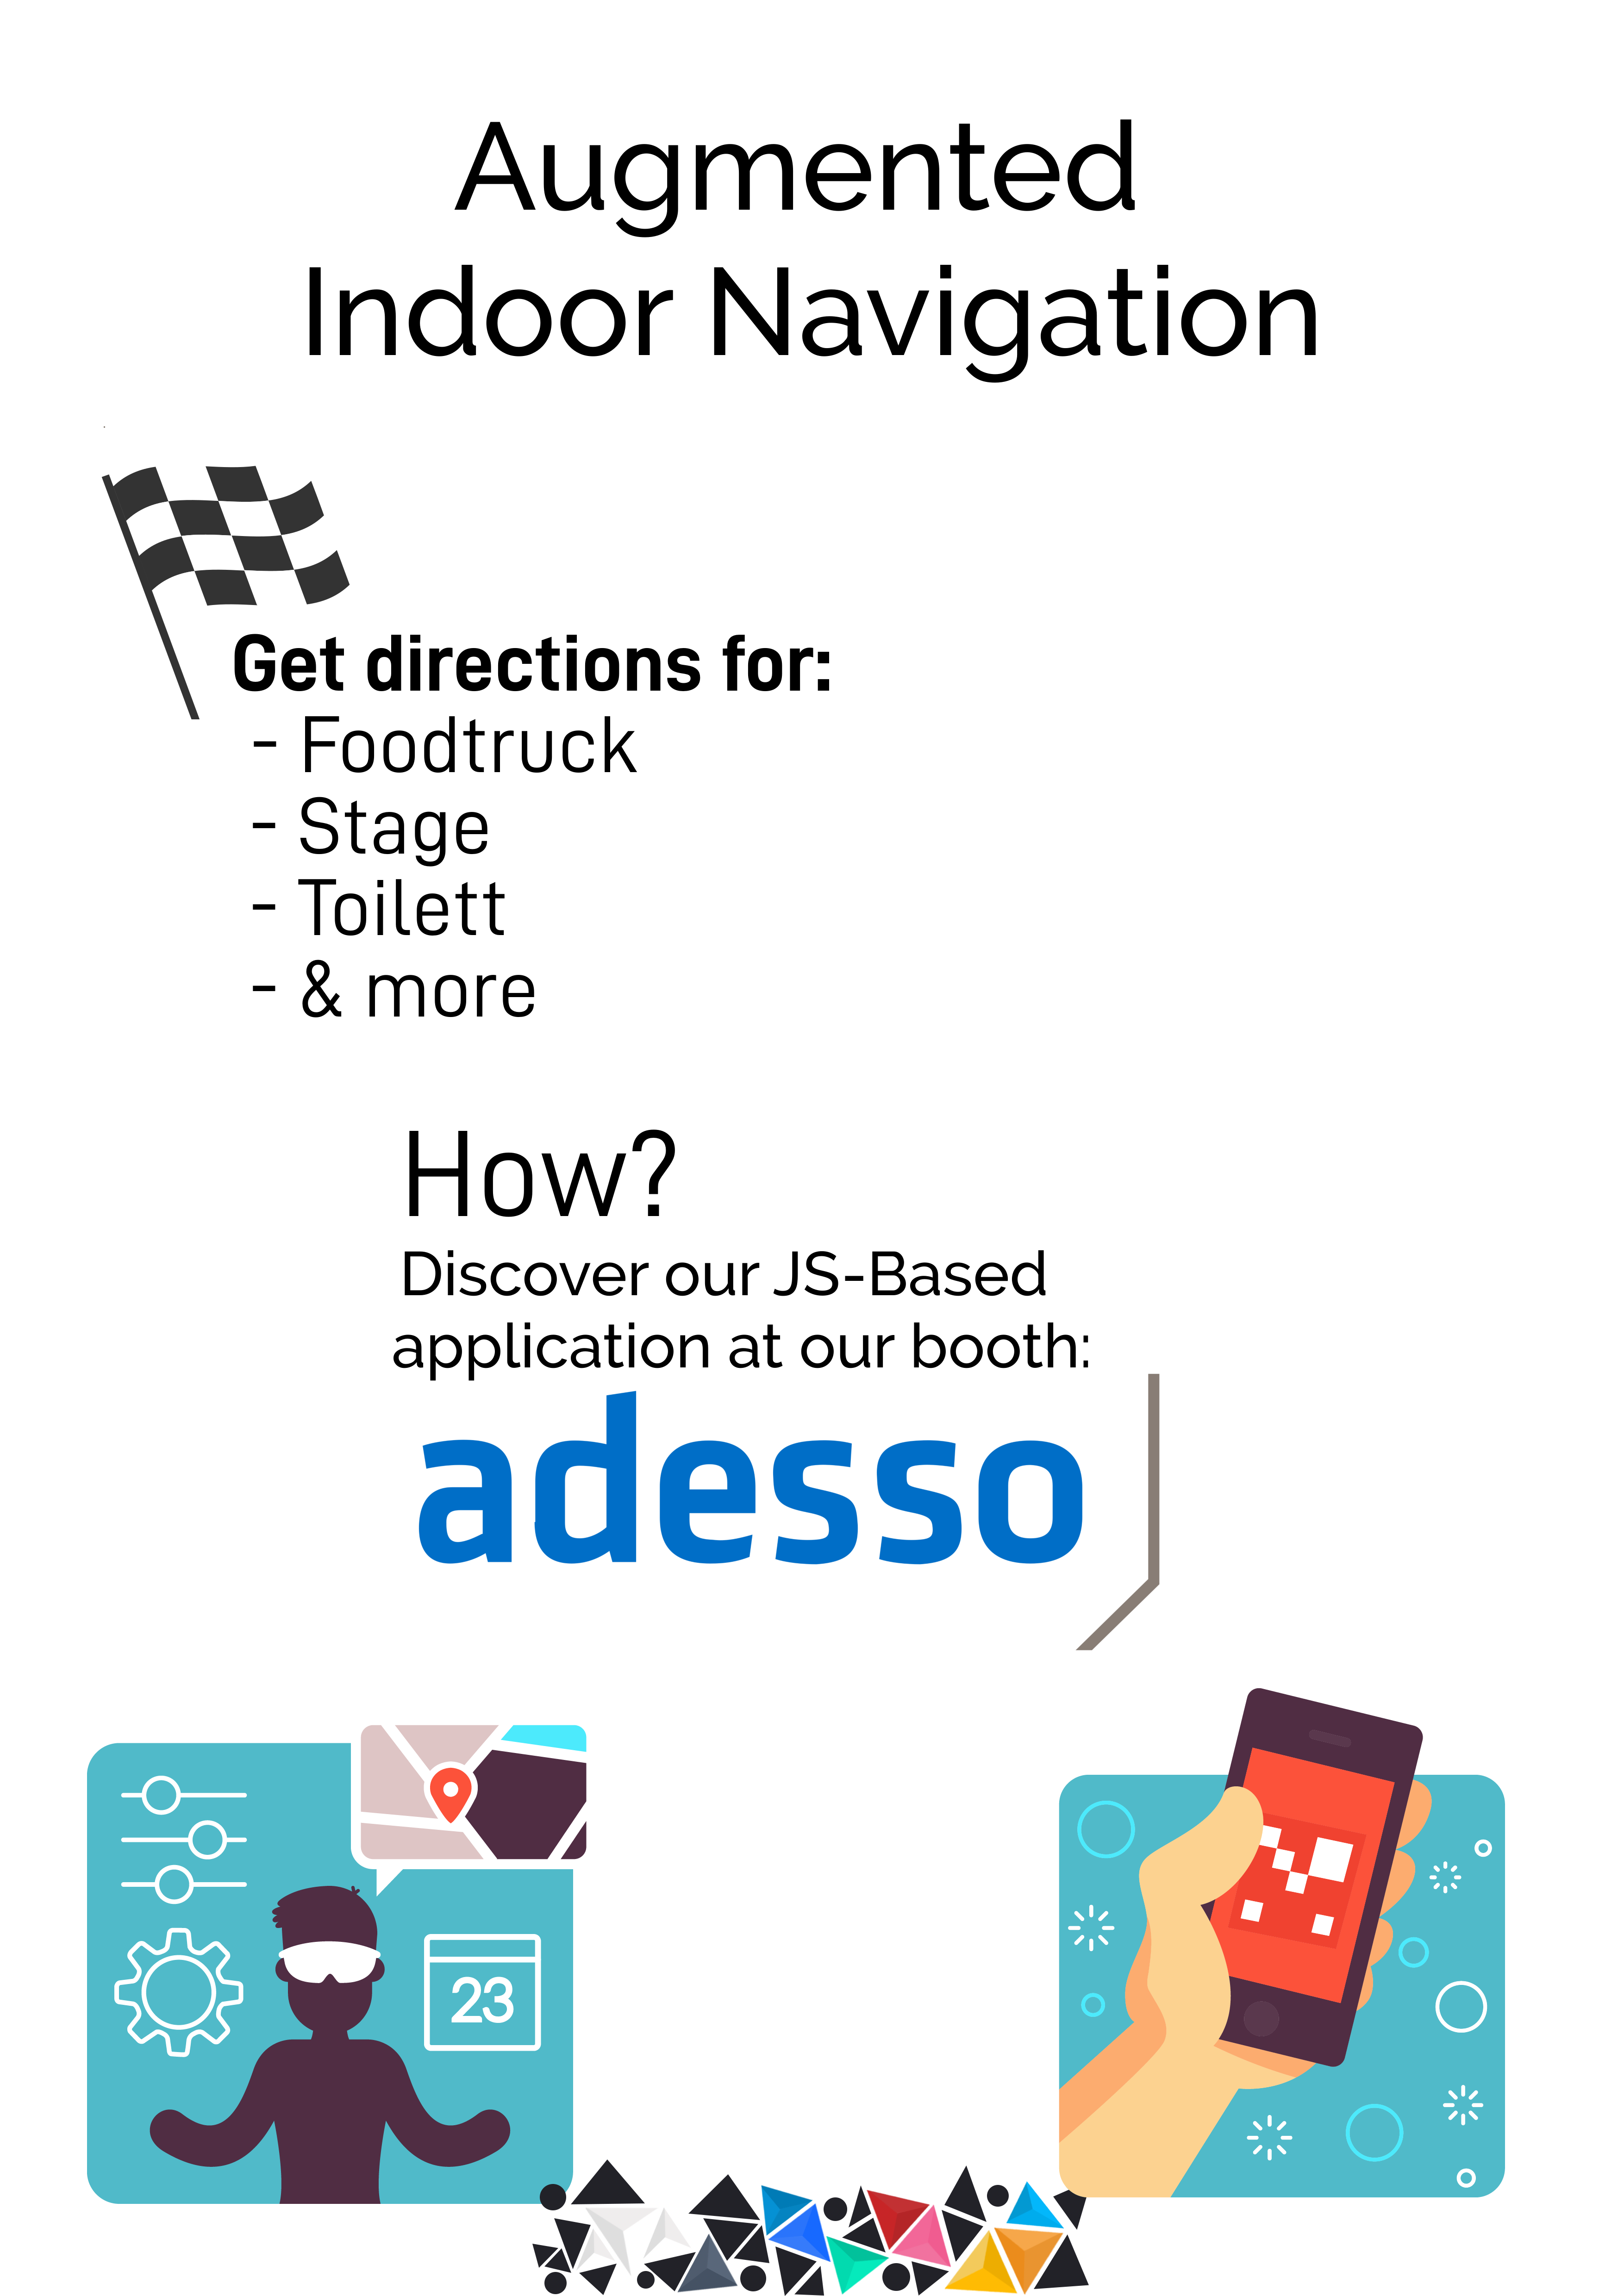 Augmented
Indoor Navigation
Get directions for:
- Foodtruck
- Stage
- Toilett
- & more
How?
Discover our JS-Based
application at our booth:
adesso
23